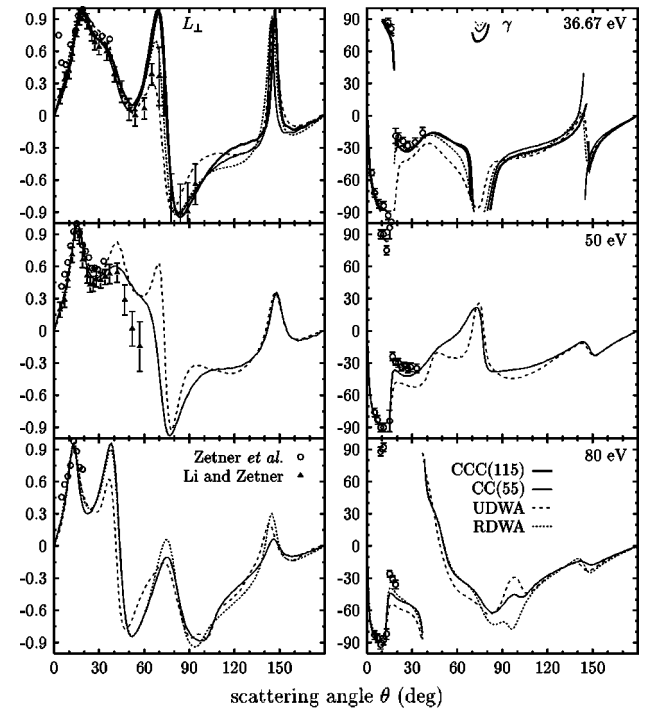 L⊥
γ
36.67 eV
0.9 0.6 0.3 0 -0.3 -0.6 -0.9
90 60 30 0 -30 -60 -90
50 eV
0.9 0.6 0.3 0 -0.3 -0.6 -0.9
90 60 30 0 -30 -60 -90
80 eV
0.9 0.6 0.3 0 -0.3 -0.6 -0.9
Zetner et al.
Li and Zetner
90 60 30 0 -30 -60 -90
CCC(115)
CC(55)
UDWA
RDWA
0 30 60 90 120 150
0 30 60 90 120 150
scattering angle θ (deg)